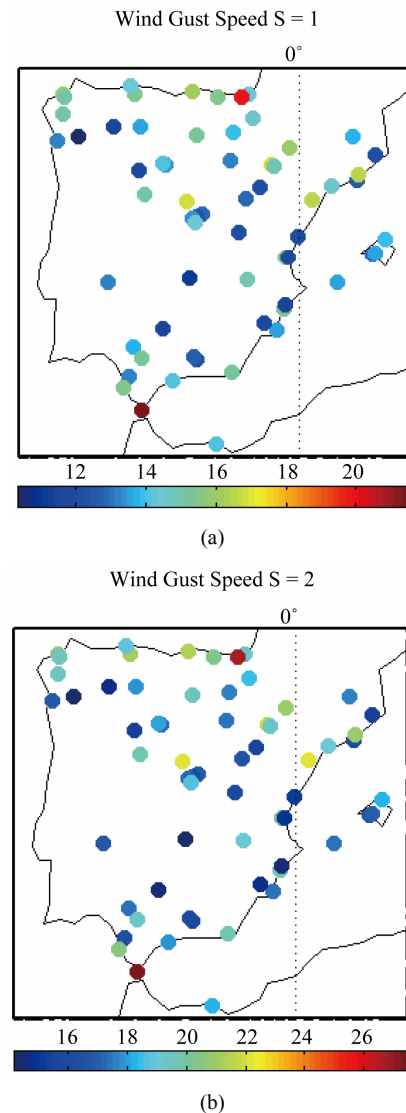 Wind Gust Speed S = 1
0°
12 14 16 18 20
(a)
Wind Gust Speed S = 2
0°
16 18 20 22 24 26
(b)